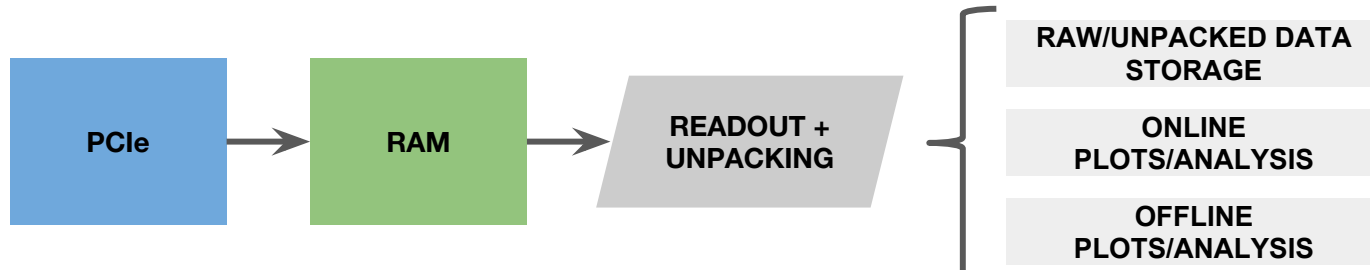 PCIe
RAM
READOUT +
UNPACKING
RAW/UNPACKED DATA
STORAGE
ONLINE
PLOTS/ANALYSIS
OFFLINE
PLOTS/ANALYSIS